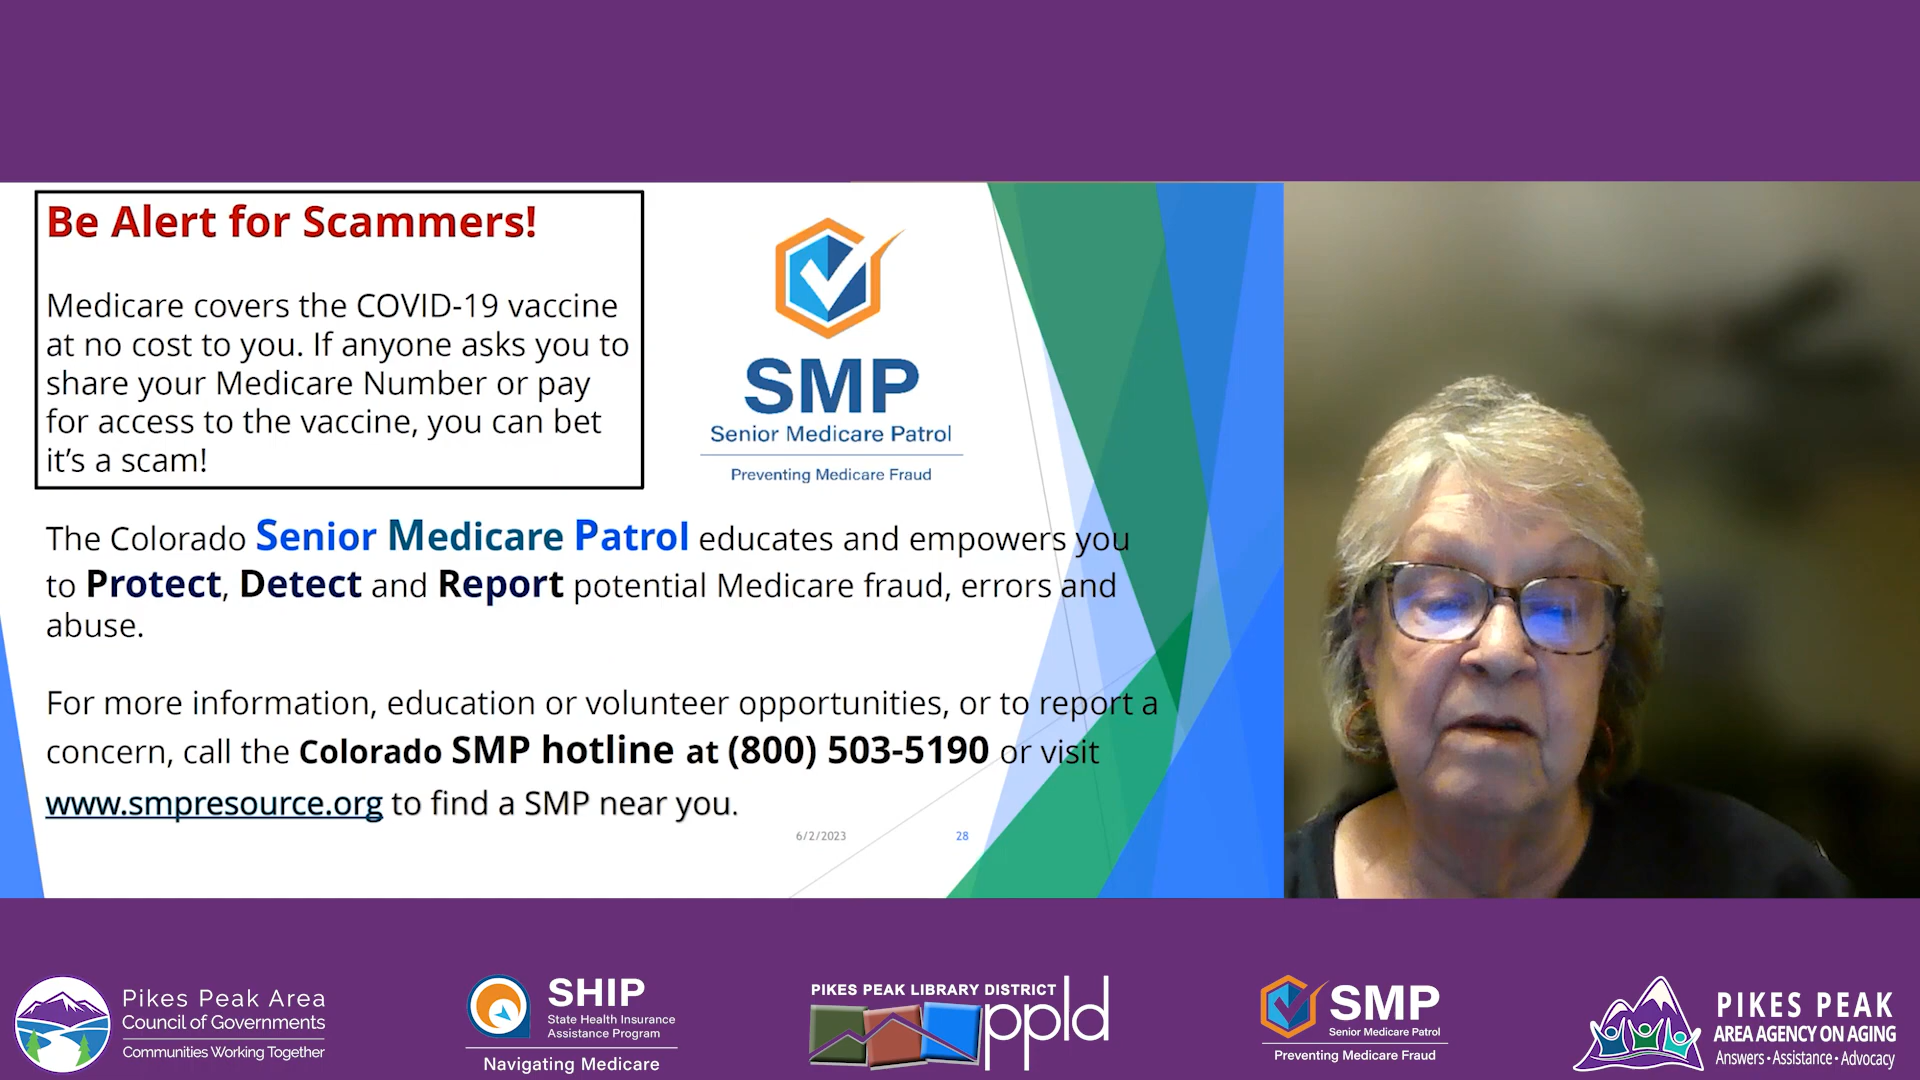 Be Alert for Scammers!
Medicare covers the COVID-19 vaccine
at no cost to you. If anyone asks you to
share your Medicare Number or pay
for access to the vaccine, you can bet
it's a scam!
SMP
Senior Medicare Patrol
Preventing Medicare Fraud
The Colorado Senior Medicare Patrol educates and empowers you
to Protect, Detect and Report potential Medicare fraud, errors and
abuse.
For more information, education or volunteer opportunities, or to report a
concern, call the Colorado SMP hotline at (800) 503-5190 or visit
www.smpresource.org to find a SMP near you.
6/2/2023
28
Pikes Peak Area
Council of Governments
Communities Working Together
SHIP
State Health Insurance
Assistance Program
Navigating Medicare
PIKES PEAK LIBRARY DISTRICT
ppld
SMP
Senior Medicare Patrol
Preventing Medicare Fraud
PIKES PEAK
AREA AGENCY ON AGING
Answers • Assistance • Advocacy